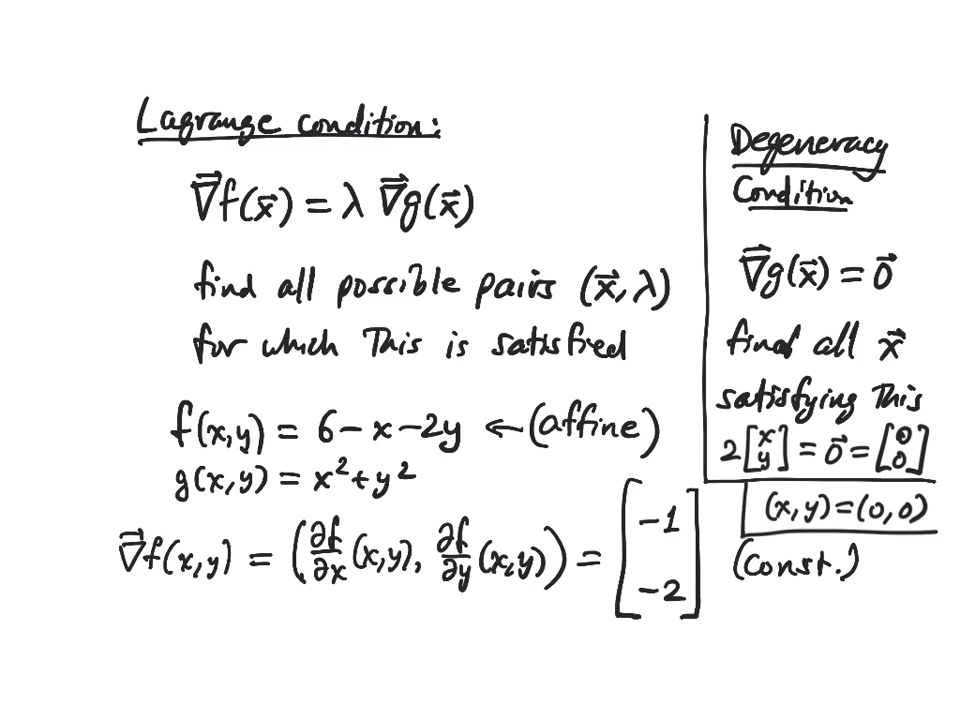 Lagrange condition:
∇⃗f(x⃗) = λ ∇⃗g(x⃗)
find all possible pairs (x⃗, λ)
for which This is satisfied
f(x,y) = 6-x-2y ← (affine)
g(x,y) = x² + y²
∇⃗f(x,y) = (∂f/∂x (x,y), ∂f/∂y (x,y)) = [-1 -2] (const.)
Degeneracy
Condition
∇⃗g(x⃗) = 0⃗
find all x⃗
satisfying This
2[x y] = 0⃗ = [0 0]
(x,y) = (0,0)